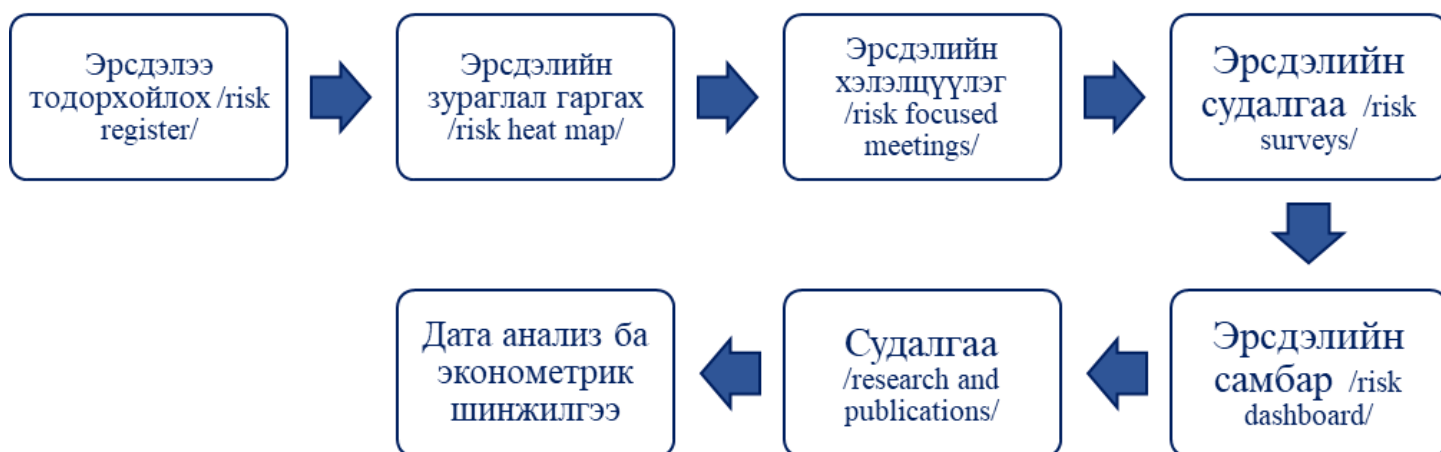 Эрсдэлээ
тодорхойлох /risk
register/
Эрсдэлийн
зураглал гаргах
/risk heat map/
Эрсдэлийн
хэлэлцүүлэг
/risk focused
meetings/
Эрсдэлийн
судалгаа /risk
surveys/
Эрсдэлийн
самбар /risk
dashboard/
Судалгаа
/research and
publications/
Дата анализ ба
эконометрик
шинжилгээ